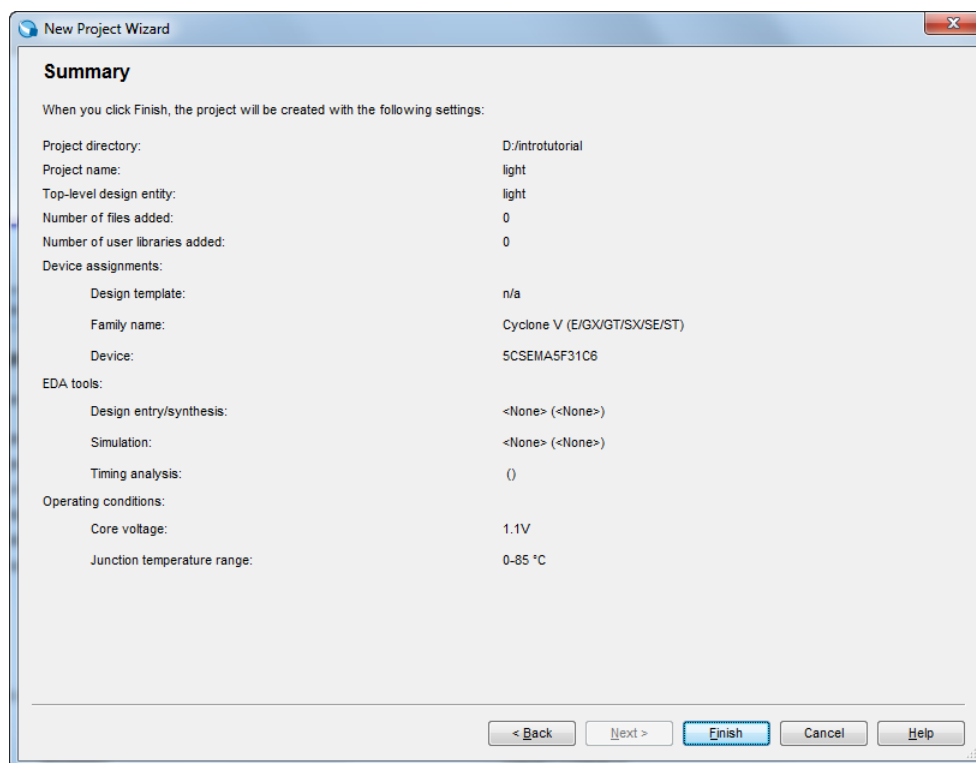 New Project Wizard
Summary
When you click Finish, the project will be created with the following settings:
Project directory: D:/introtutorial
Project name: light
Top-level design entity: light
Number of files added: 0
Number of user libraries added: 0
Device assignments:
Design template: n/a
Family name: Cyclone V (E/GX/GT/SX/SE/ST)
Device: 5CSEMA5F31C6
EDA tools:
Design entry/synthesis: <None> (<None>)
Simulation: <None> (<None>)
Timing analysis: ()
Operating conditions:
Core voltage: 1.1V
Junction temperature range: 0-85 °C
< Back Next > Finish Cancel Help